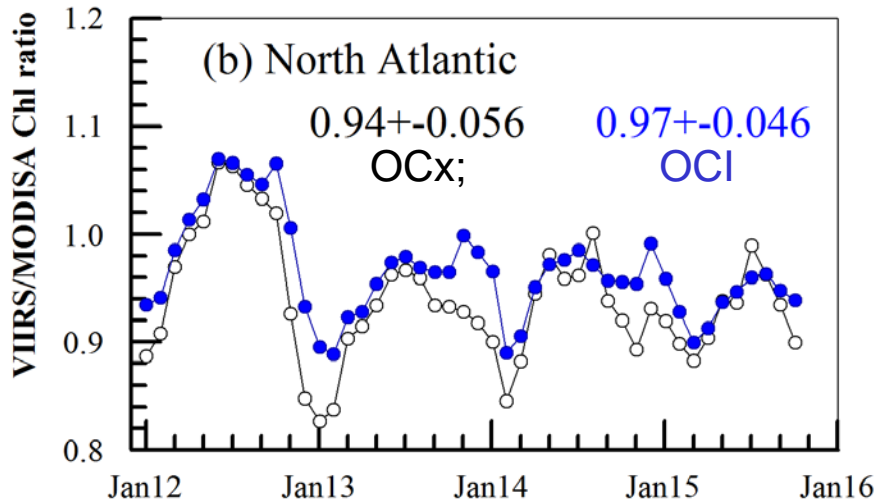 VIIRS/MODISA Chl ratio
1.2
1.1
1.0
0.9
0.8
(b) North Atlantic
0.94+-0.056 0.97+-0.046
OCx; OCI
Jan12 Jan13 Jan14 Jan15 Jan16